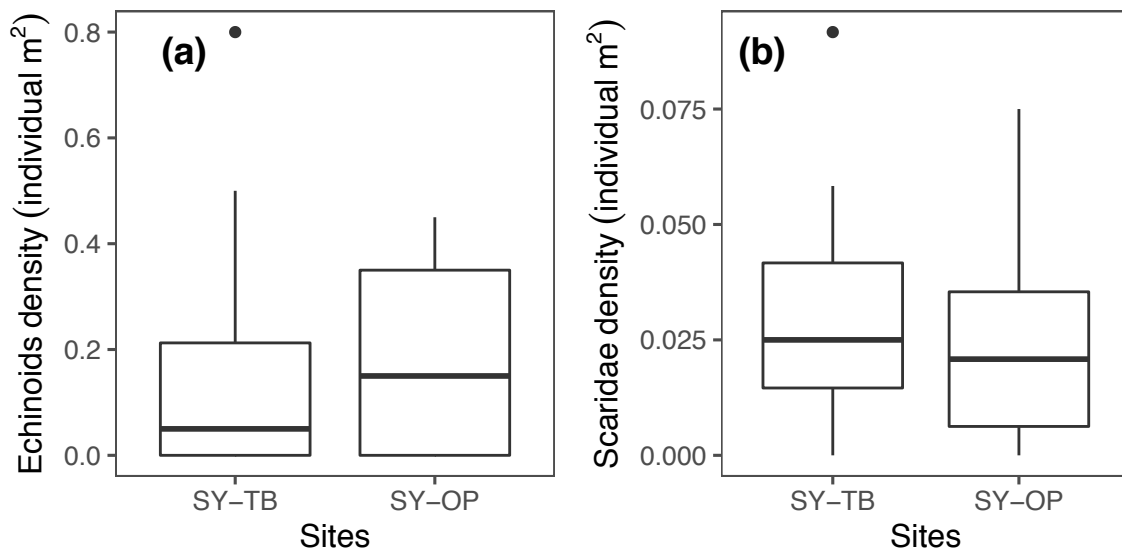 (a)
Echinoids density (individual m²)
0.8
0.6
0.4
0.2
0.0
SY−TB SY−OP
Sites
(b)
Scaridae density (individual m²)
0.075
0.050
0.025
0.000
SY−TB SY−OP
Sites